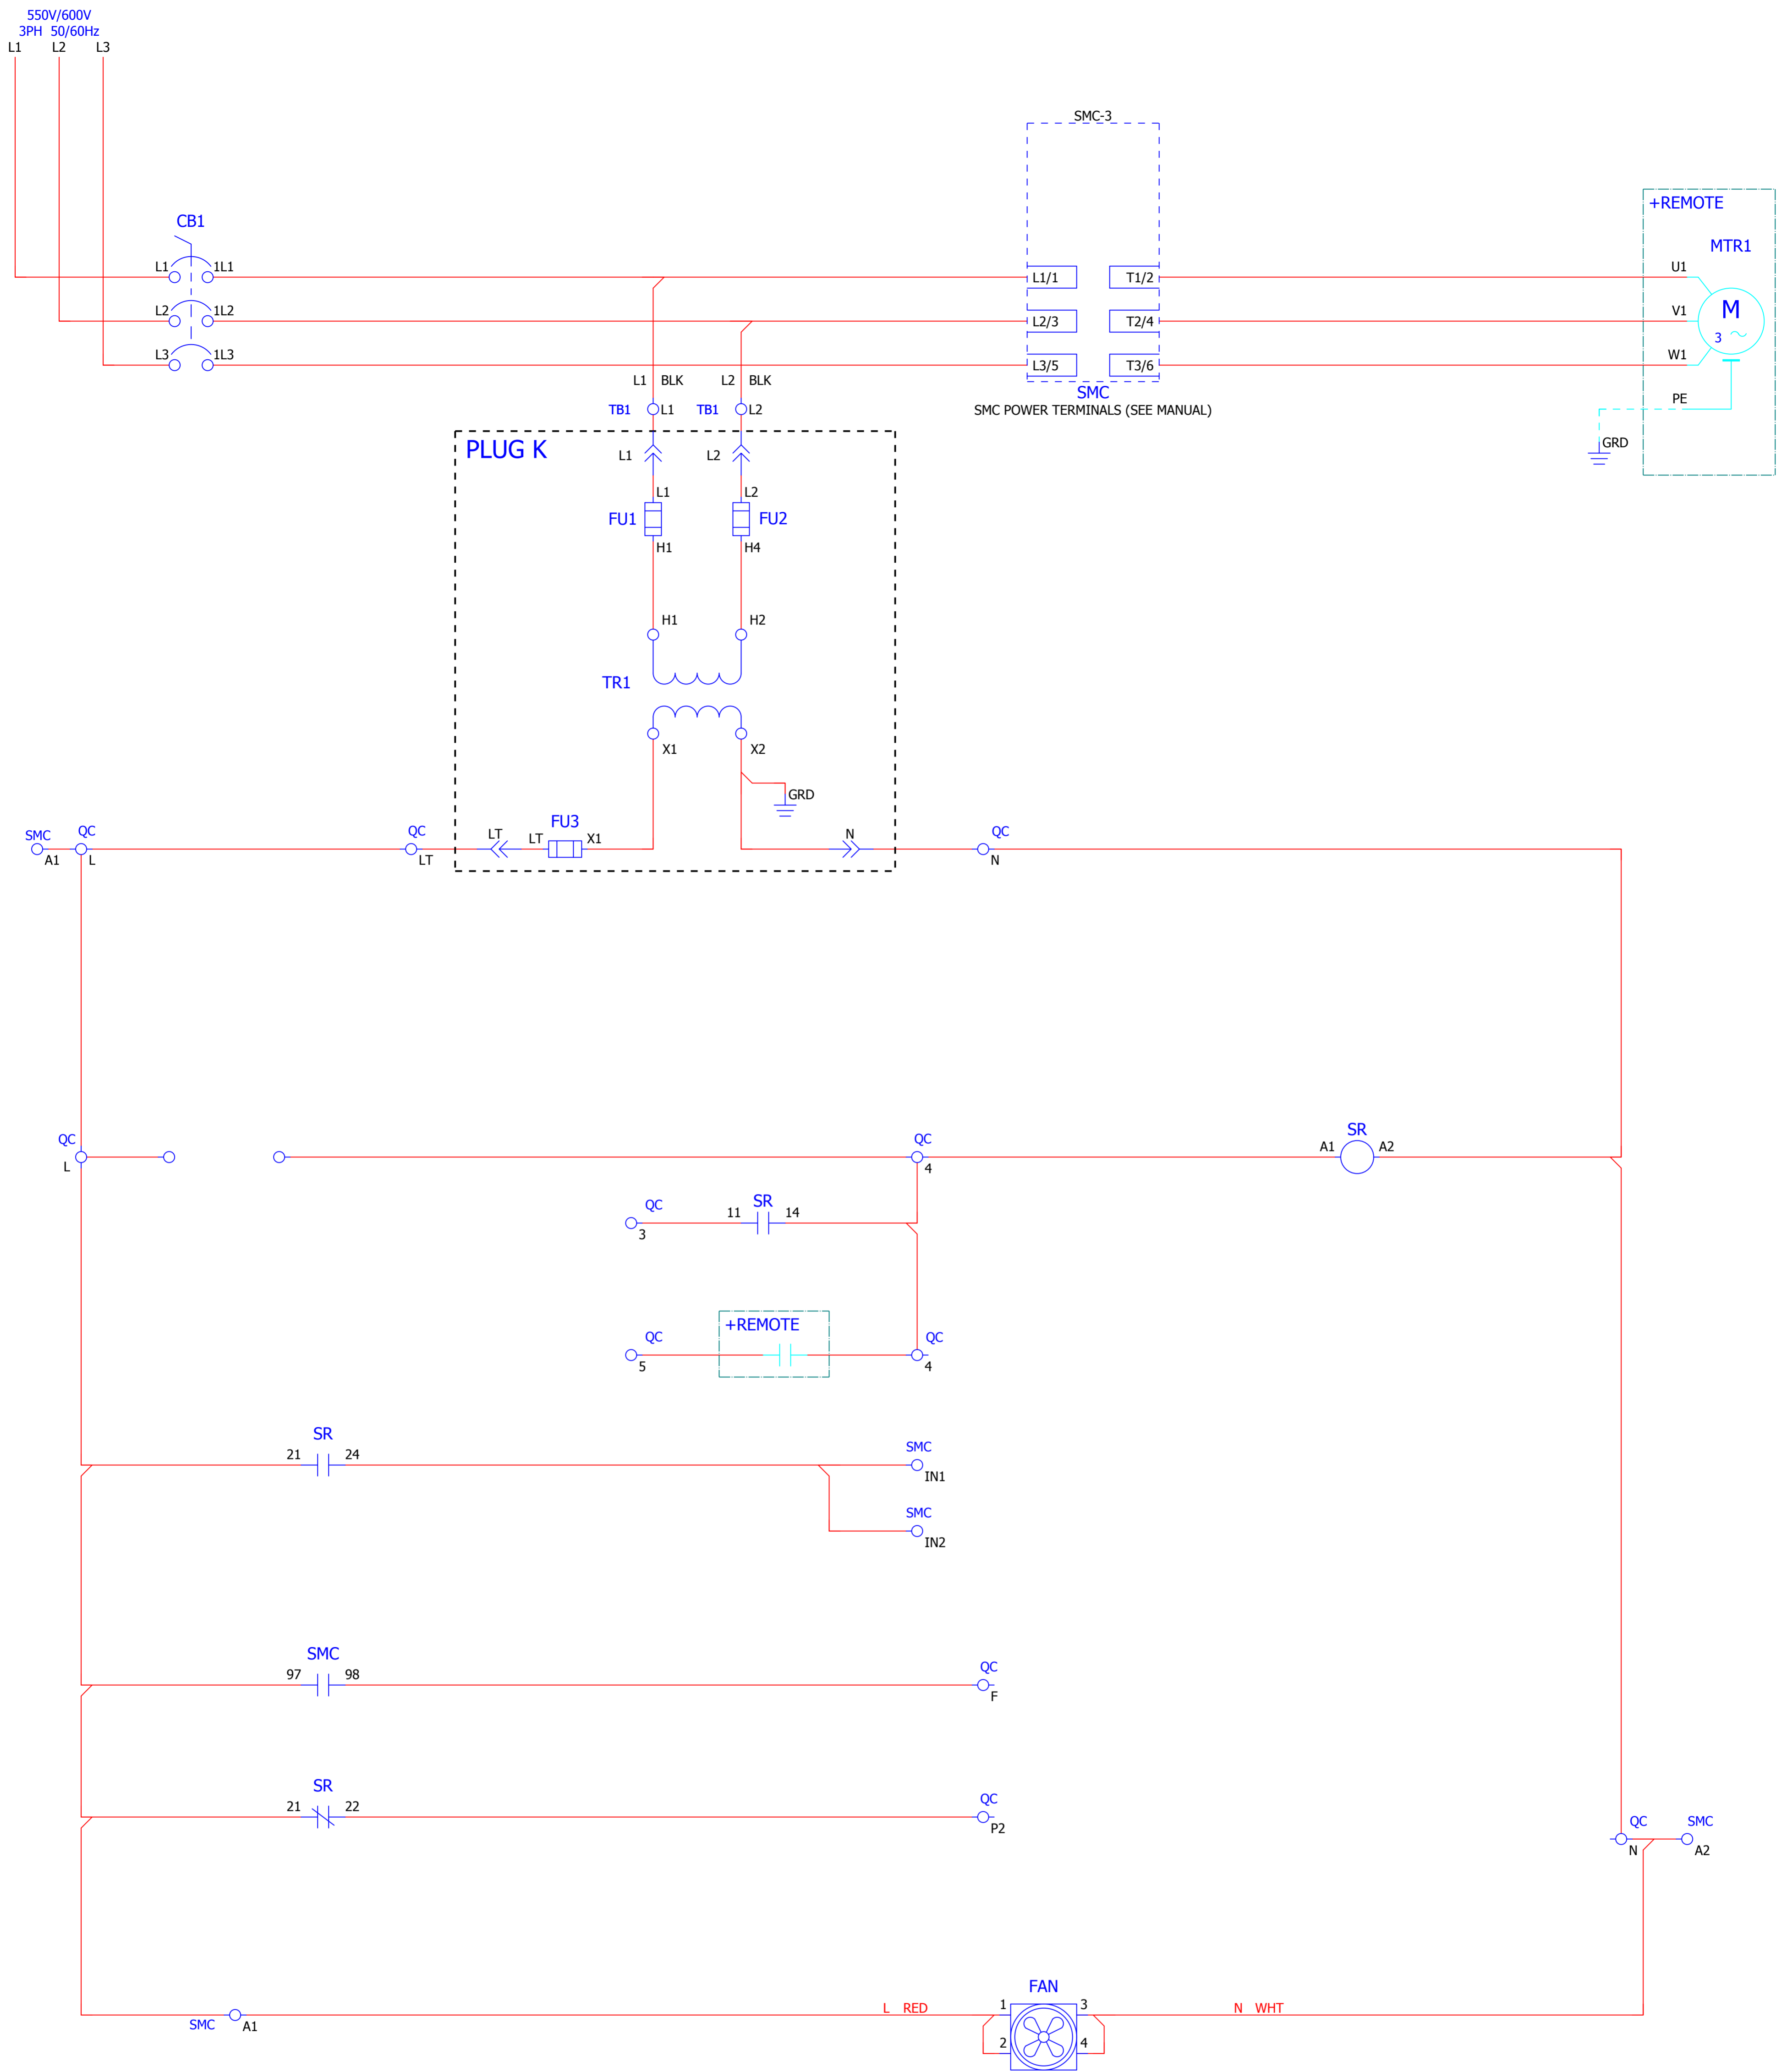 550V/600V
3PH 50/60Hz
L1 L2 L3
SMC-3
+REMOTE
CB1
MTR1
L1 1L1 L1/1 T1/2 U1
L2 1L2 L2/3 T2/4 V1
M
3
L3 1L3 L3/5 T3/6 W1
L1 BLK L2 BLK
SMC
PE
TB1 L1 TB1 L2
SMC POWER TERMINALS (SEE MANUAL)
GRD
PLUG K
L1 L2
L1 L2
FU1 FU2
H1 H4
H1 H2
TR1
X1 X2
GRD
FU3
SMC QC QC LT LT X1 N QC
A1 L LT N
QC QC SR
A1 A2
L 4
QC SR
11 14
3
+REMOTE
QC QC
5 4
SR SMC
21 24
IN1
SMC
IN2
SMC QC
97 98
F
SR QC
21 22
P2
QC SMC
N A2
FAN
L RED 1 3 N WHT
SMC A1
2 4